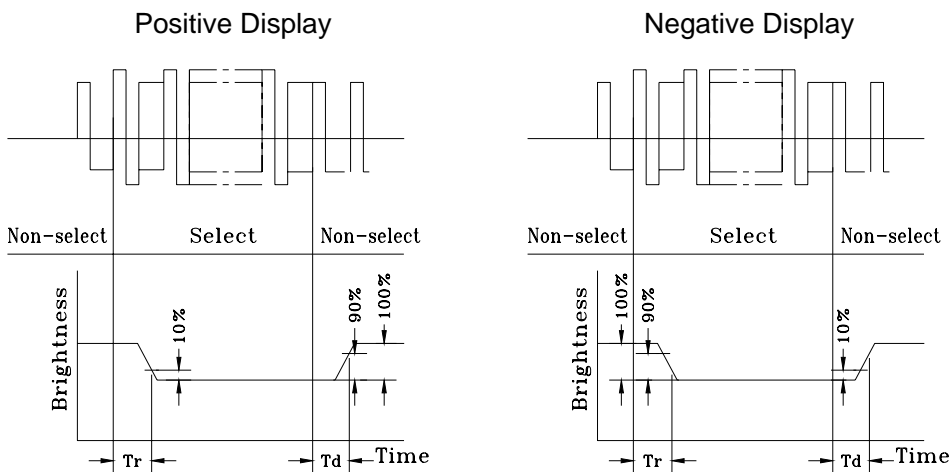 Positive Display
Negative Display
Non-select Select Non-select
Non-select Select Non-select
Brightness
10%
90%
100%
Tr
Td
Time
Brightness
100%
90%
10%
Tr
Td
Time